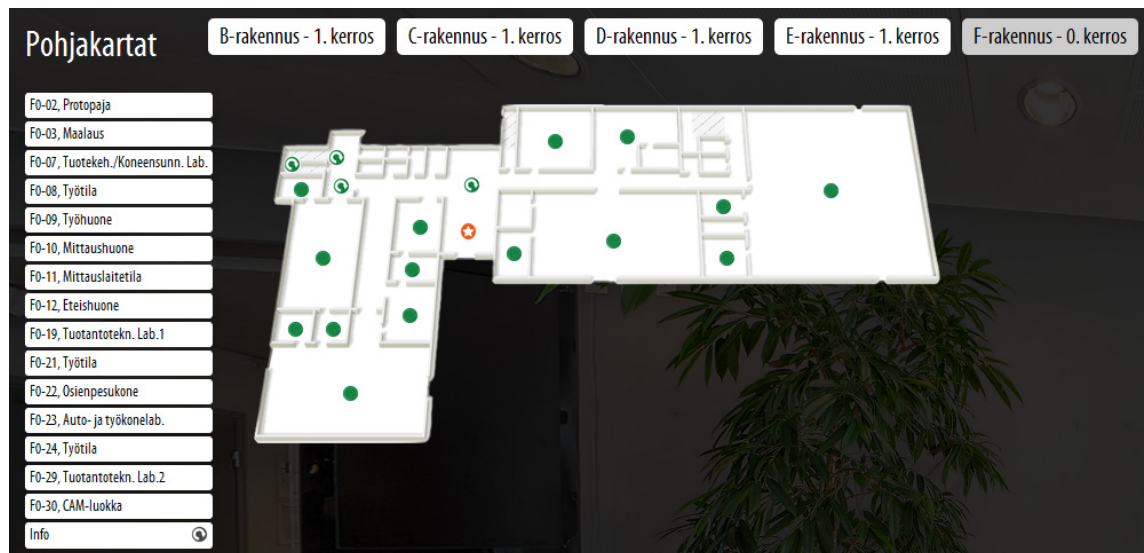 Pohjakartat
B-rakennus - 1. kerros
C-rakennus - 1. kerros
D-rakennus - 1. kerros
E-rakennus - 1. kerros
F-rakennus - 0. kerros
F0-02, Protopaja
F0-03, Maalaus
F0-07, Tuotekeh./Koneensunn. Lab.
F0-08, Työtila
F0-09, Työhuone
F0-10, Mittaushuone
F0-11, Mittauslaitetila
F0-12, Eteishuone
F0-19, Tuotantotekn. Lab.1
F0-21, Työtila
F0-22, Osienpesukone
F0-23, Auto- ja työkonelab.
F0-24, Työtila
F0-29, Tuotantotekn. Lab.2
F0-30, CAM-luokka
Info